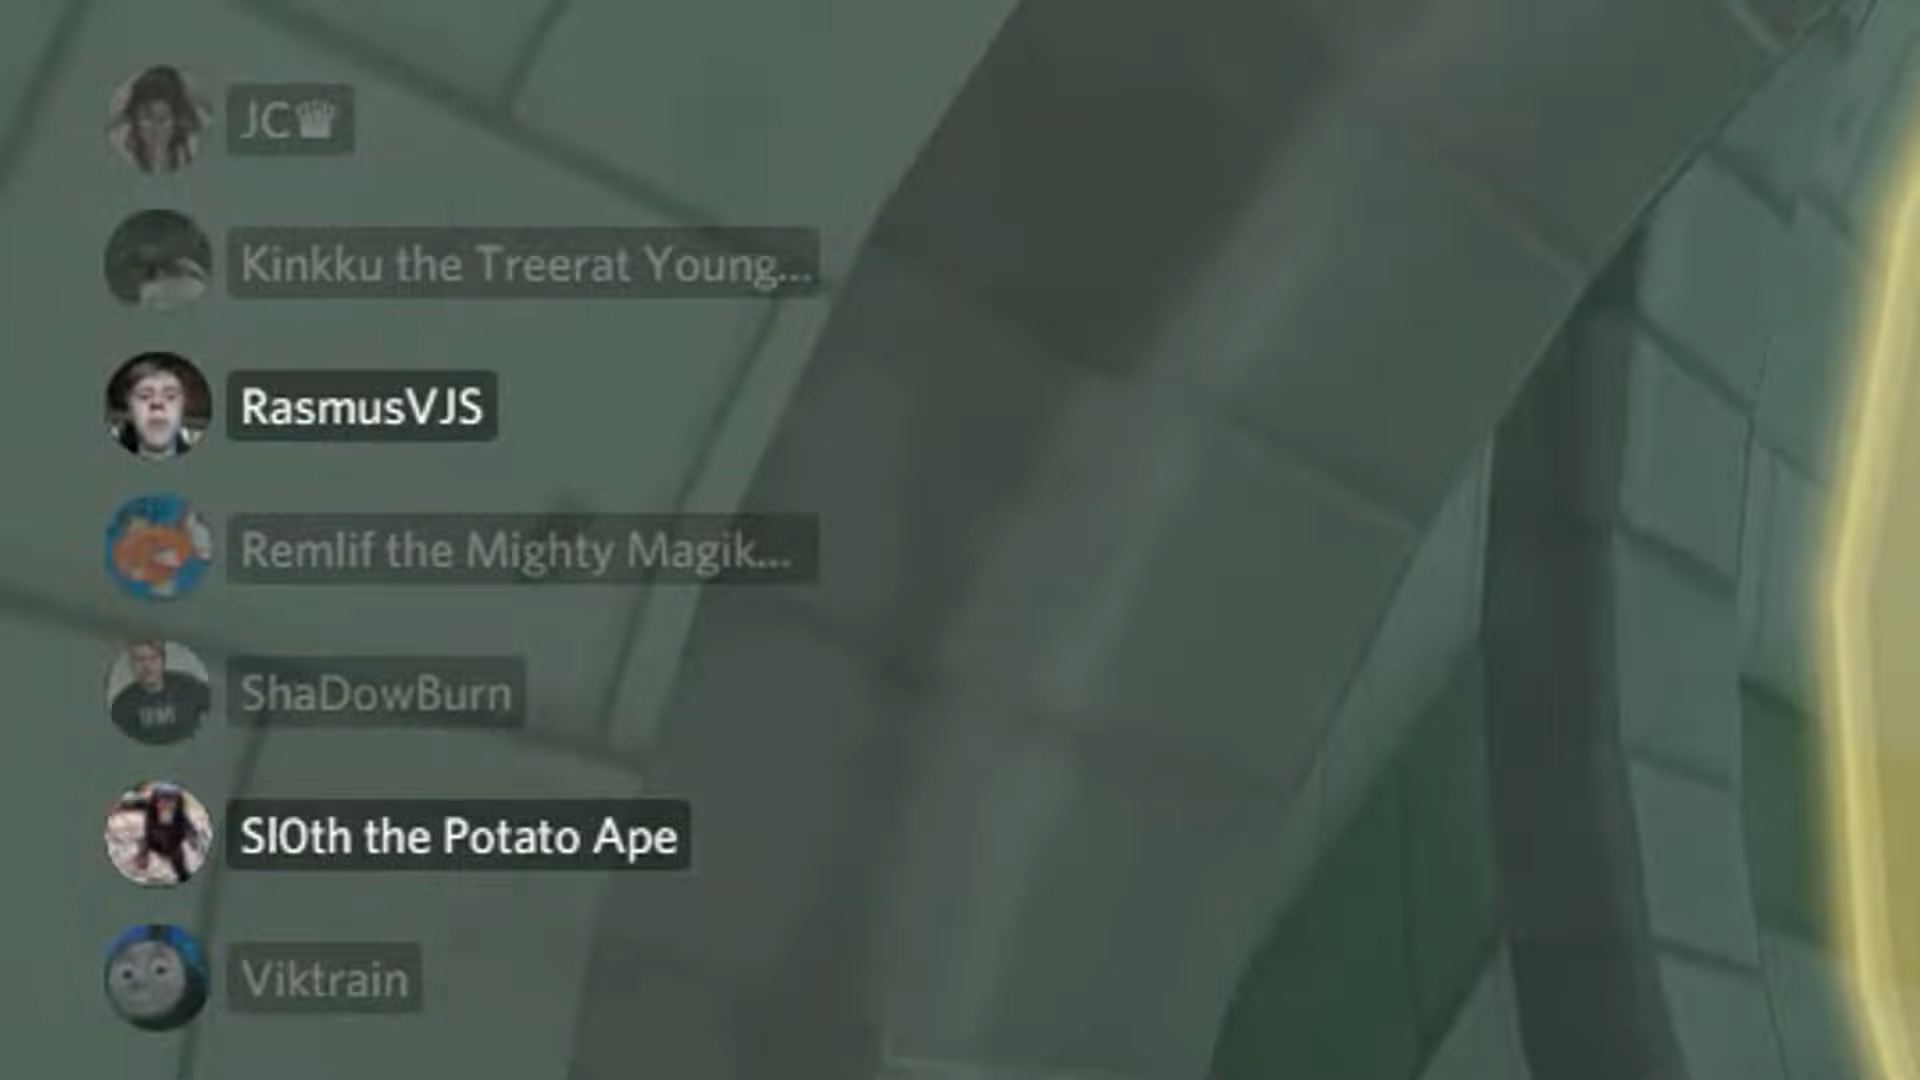 JC♛
Kinkku the Treerat Young...
RasmusVJS
Remlif the Mighty Magik...
ShaDowBurn
Sl0th the Potato Ape
Viktrain